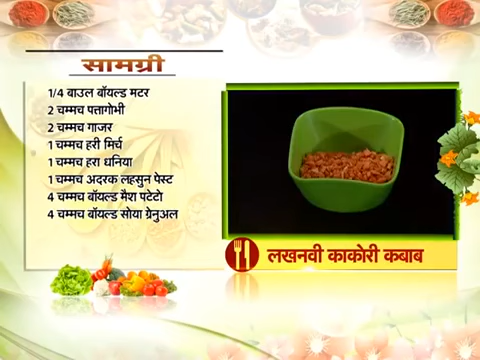 सामग्री
1/4 बाउल बॉयल्ड मटर
2 चम्मच पत्तागोभी
2 चम्मच गाजर
1 चम्मच हरी मिर्च
1 चम्मच हरा धनिया
1 चम्मच अदरक लहसुन पेस्ट
4 चम्मच बॉयल्ड मैश पटेटो
4 चम्मच बॉयल्ड सोया ग्रेनुअल
लखनवी काकोरी कबाब